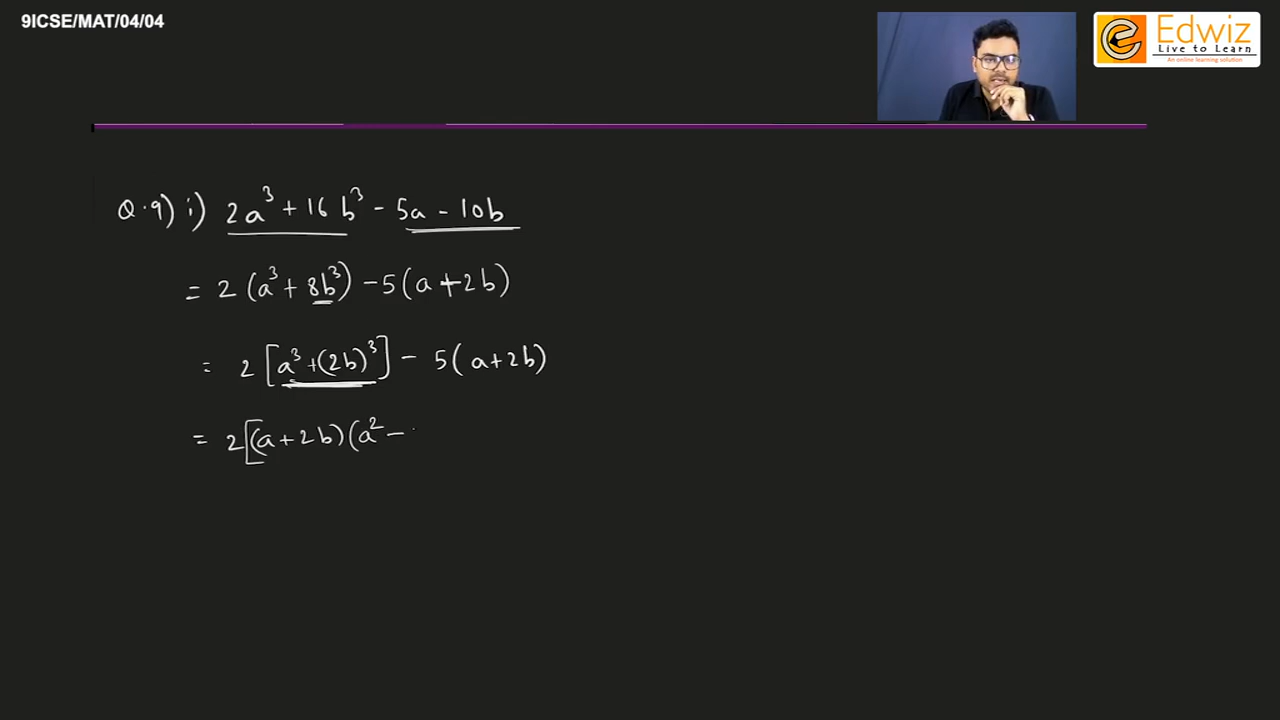 9ICSE/MAT/04/04
Edwiz
Live to Learn
An online learning solution
Q.9) i) 2a³ + 16b³ - 5a - 10b
= 2(a³ + 8b³) - 5(a + 2b)
= 2[a³ + (2b)³] - 5(a + 2b)
= 2[(a + 2b)(a² -